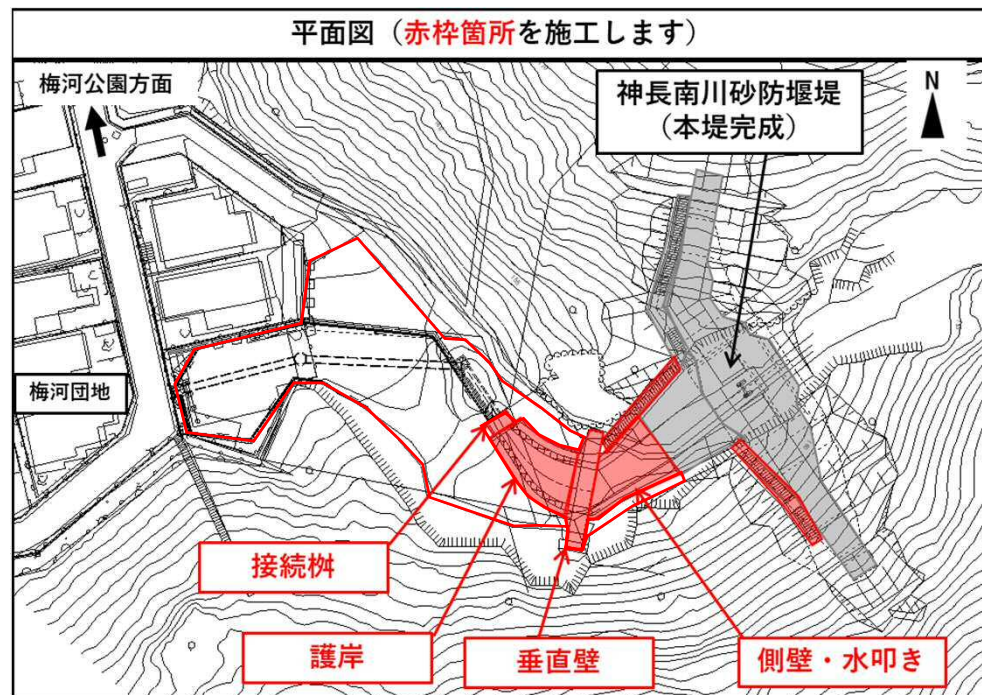 平面図（赤枠箇所を施工します）
梅河公園方面
神長南川砂防堰堤
（本堤完成）
N
梅河団地
接続桝
護岸
垂直壁
側壁・水叩き